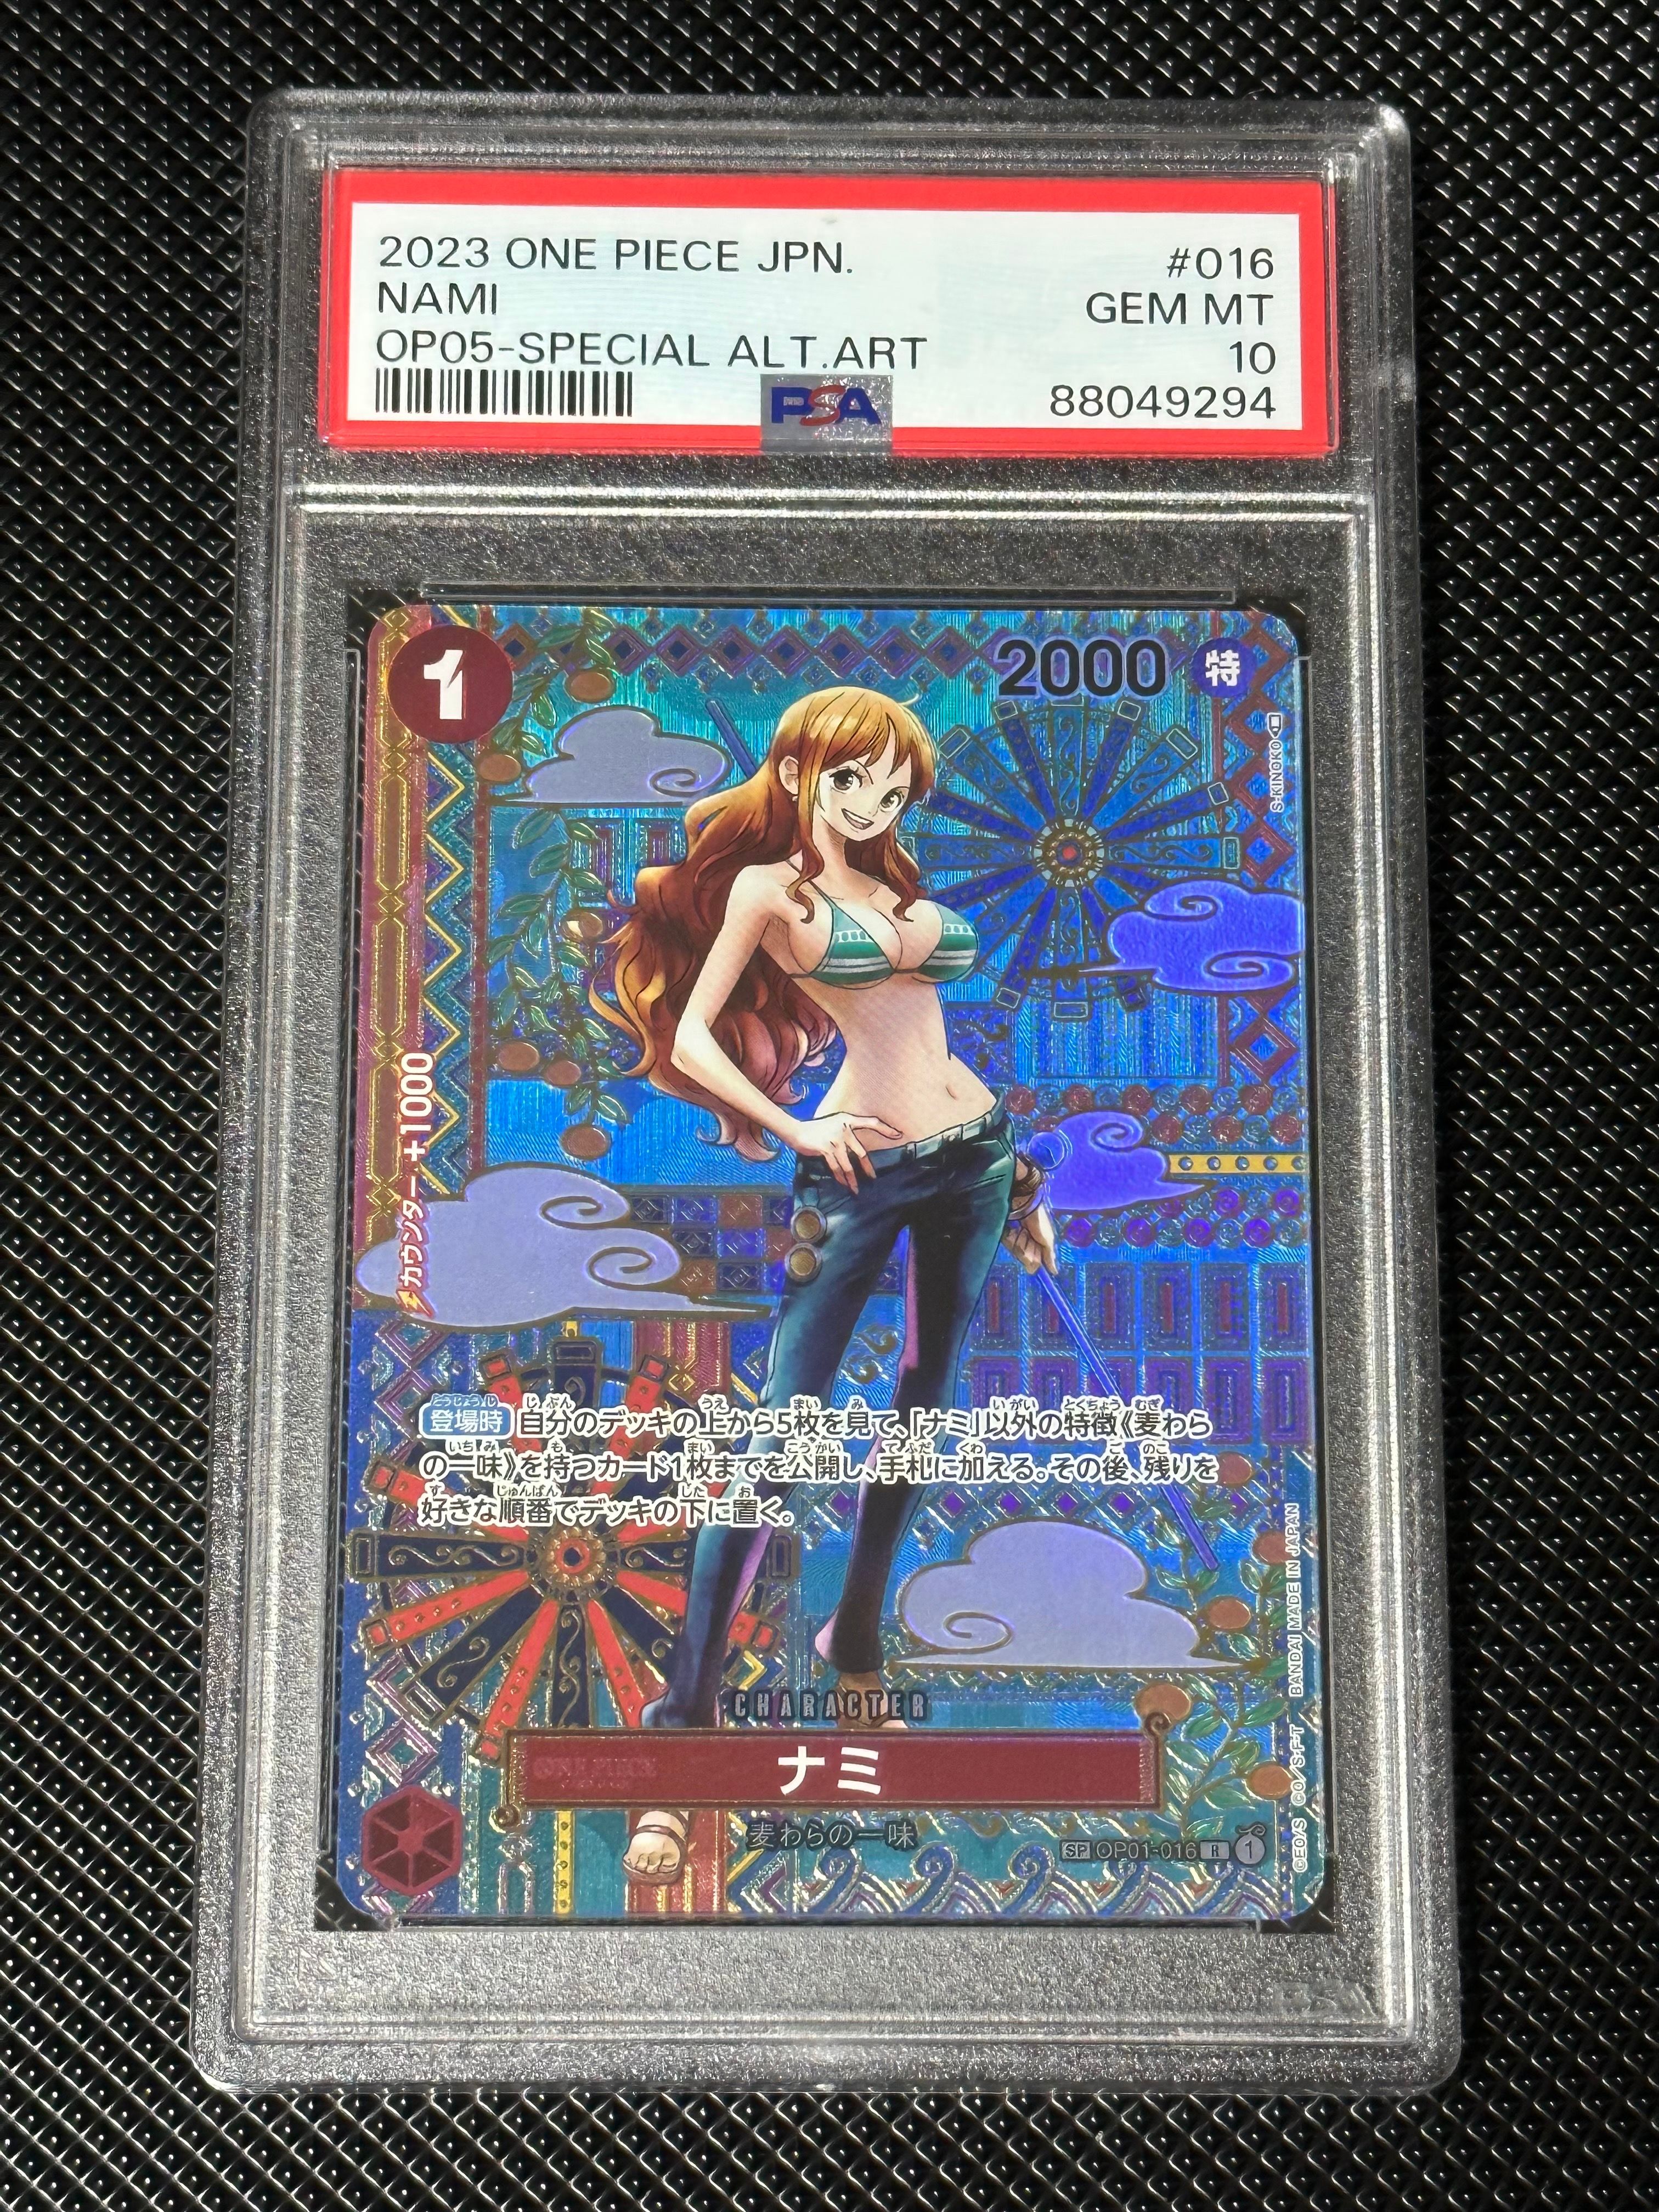 2023 ONE PIECE JPN. #016
NAMI GEM MT
OP05-SPECIAL ALT.ART 10
PSA 88049294
1
2000 特
S-KINOKO
カウンター+1000
登場時 自分のデッキの上から5枚を見て、「ナミ」以外の特徴《麦わら
の一味》を持つカード1枚までを公開し、手札に加える。その後、残りを
好きな順番でデッキの下に置く。
CHARACTER
ナミ
麦わらの一味
SP OP01-016 R 1
©EO/S ©O/S・F・T BANDAI MADE IN JAPAN